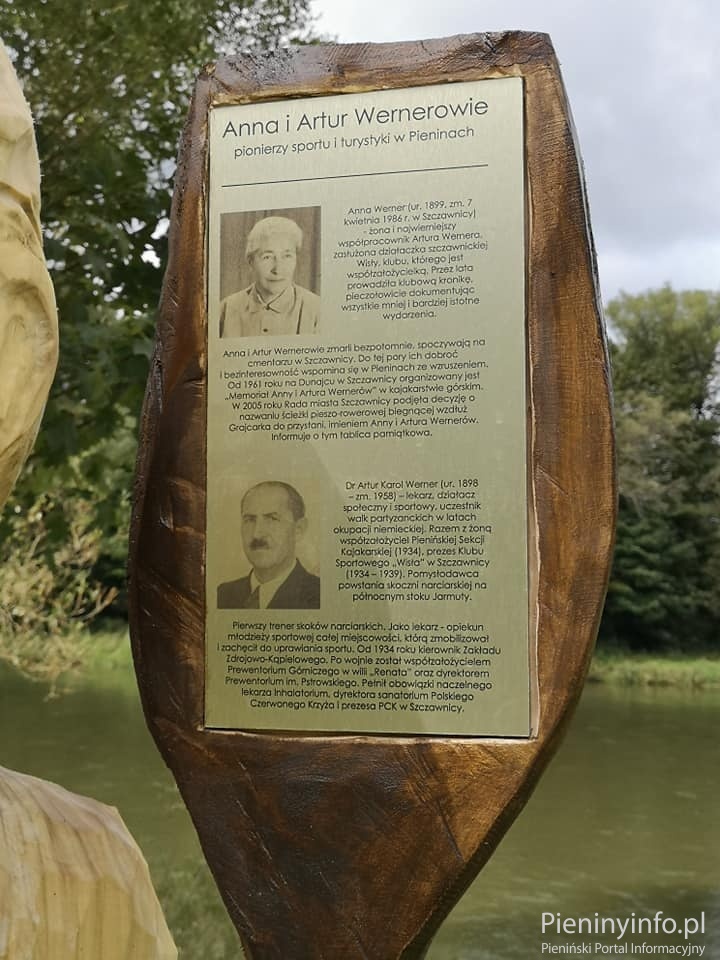 Anna i Artur Wernerowie
pionierzy sportu i turystyki w Pieninach
Anna Werner (ur. 1899, zm. 7
kwietnia 1986 r. w Szczawnicy)
- żona i najwierniejszy
współpracownik Artura Wernera,
zasłużona działaczka szczawnickiej
Wisły, klubu, którego jest
współzałożycielką. Przez lata
prowadziła klubową kronikę,
pieczołowicie dokumentując
wszystkie mniej i bardziej istotne
wydarzenia.
Anna i Artur Wernerowie zmarli bezpotomnie, spoczywają na
cmentarzu w Szczawnicy. Do tej pory ich dobroć
i bezinteresowność wspomina się w Pieninach ze wzruszeniem.
Od 1961 roku na Dunajcu w Szczawnicy organizowany jest
„Memoriał Anny i Artura Wernerów" w kajakarstwie górskim.
W 2005 roku Rada miasta Szczawnicy podjęła decyzję o
nazwaniu ścieżki pieszo-rowerowej biegnącej wzdłuż
Grajcarka do przystani, imieniem Anny i Artura Wernerów.
Informuje o tym tablica pamiątkowa.
Dr Artur Karol Werner (ur. 1898
– zm. 1958) – lekarz, działacz
społeczny i sportowy, uczestnik
walk partyzanckich w latach
okupacji niemieckiej. Razem z żoną
współzałożyciel Pienińskiej Sekcji
Kajakarskiej (1934), prezes Klubu
Sportowego „Wisła" w Szczawnicy
(1934 – 1939). Pomysłodawca
powstania skoczni narciarskiej na
północnym stoku Jarmuty.
Pierwszy trener skoków narciarskich. Jako lekarz - opiekun
młodzieży sportowej całej miejscowości, którą zmobilizował
i zachęcił do uprawiania sportu. Od 1934 roku kierownik Zakładu
Zdrojowo-Kąpielowego. Po wojnie został współzałożycielem
Prewentorium Górniczego w willi „Renata" oraz dyrektorem
Prewentorium im. Pstrowskiego. Pełnił obowiązki naczelnego
lekarza Inhalatorium, dyrektora sanatorium Polskiego
Czerwonego Krzyża i prezesa PCK w Szczawnicy.
Pieninyinfo.pl
Pieniński Portal Informacyjny